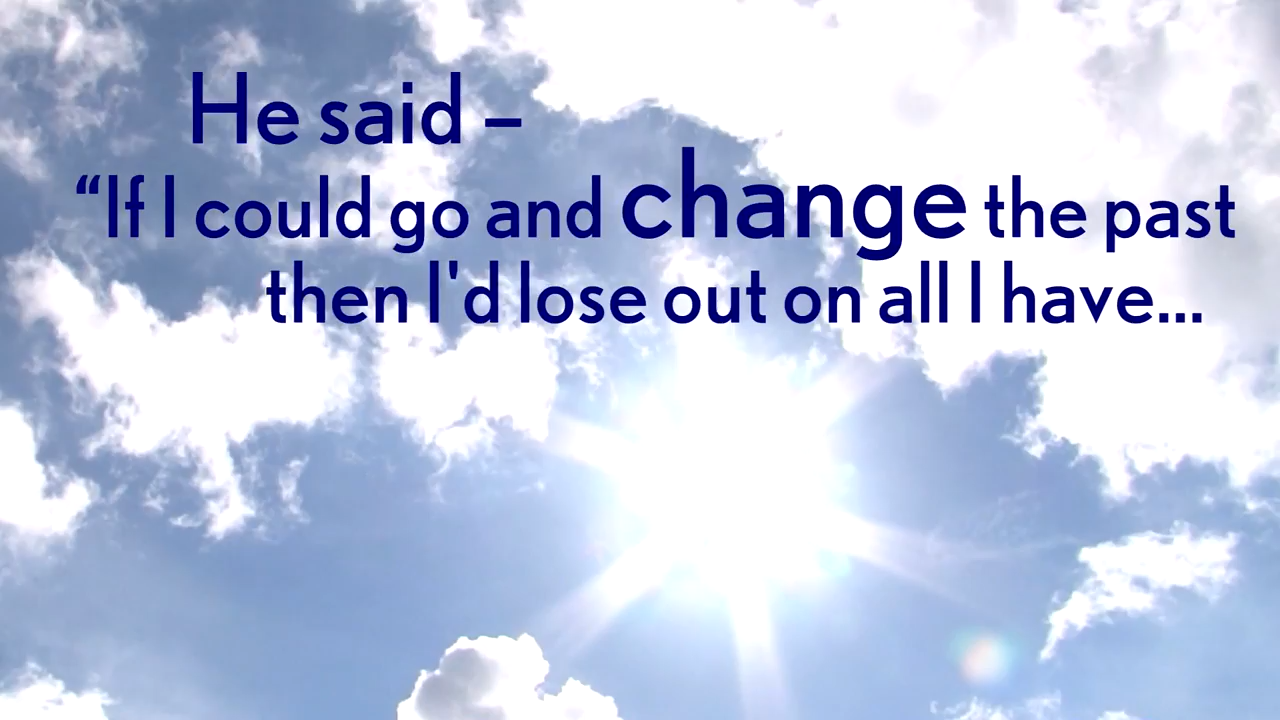 He said –
“If I could go and change the past
then I'd lose out on all I have...